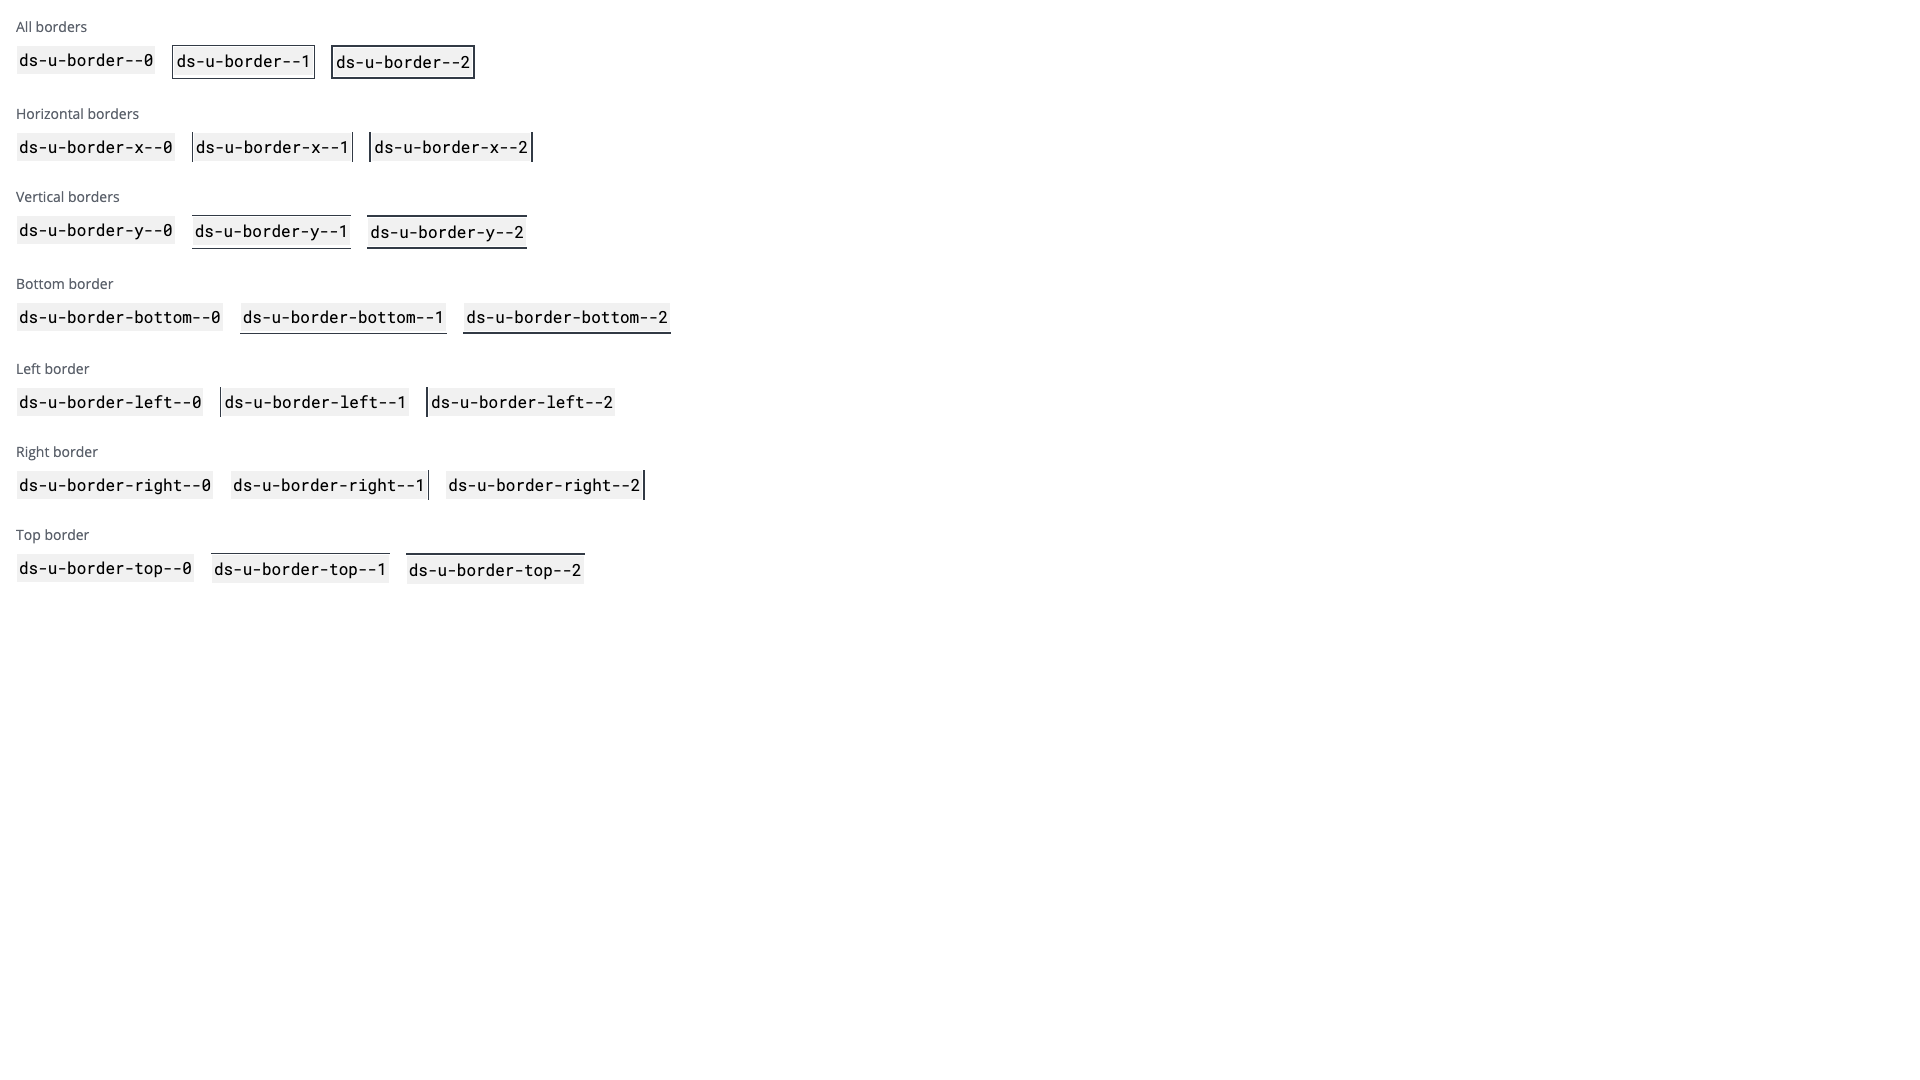 All borders
ds-u-border--0 ds-u-border--1 ds-u-border--2
Horizontal borders
ds-u-border-x--0 ds-u-border-x--1 ds-u-border-x--2
Vertical borders
ds-u-border-y--0 ds-u-border-y--1 ds-u-border-y--2
Bottom border
ds-u-border-bottom--0 ds-u-border-bottom--1 ds-u-border-bottom--2
Left border
ds-u-border-left--0 ds-u-border-left--1 ds-u-border-left--2
Right border
ds-u-border-right--0 ds-u-border-right--1 ds-u-border-right--2
Top border
ds-u-border-top--0 ds-u-border-top--1 ds-u-border-top--2